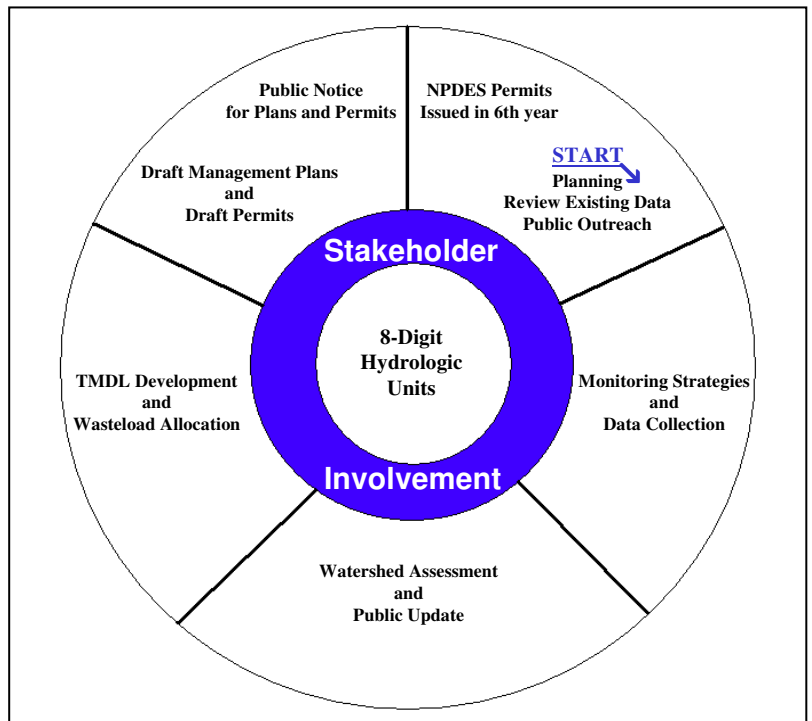 Public Notice
for Plans and Permits
NPDES Permits
Issued in 6th year
START
Planning
Review Existing Data
Public Outreach
Draft Management Plans
and
Draft Permits
Stakeholder
8-Digit
Hydrologic
Units
TMDL Development
and
Wasteload Allocation
Monitoring Strategies
and
Data Collection
Involvement
Watershed Assessment
and
Public Update